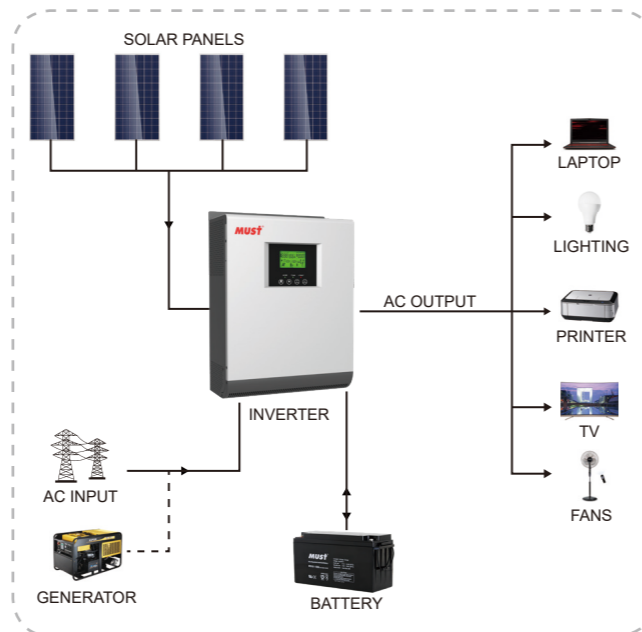 SOLAR PANELS
MUST
LAPTOP
LIGHTING
AC OUTPUT
PRINTER
INVERTER
TV
AC INPUT
FANS
GENERATOR
MUST
BATTERY